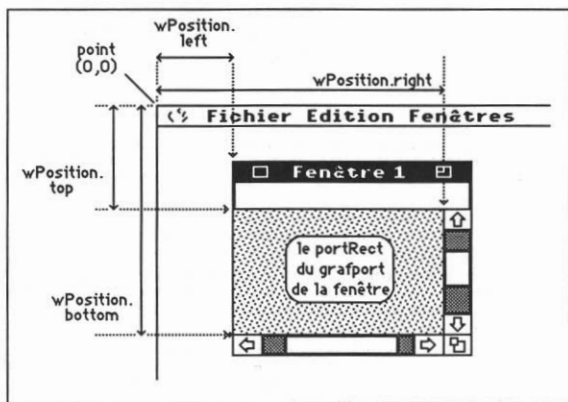 wPosition.
left
point
(0,0)
wPosition.right
Fichier Edition Fenêtres
Fenêtre 1
wPosition.
top
le portRect
du grafport
de la fenêtre
wPosition.
bottom